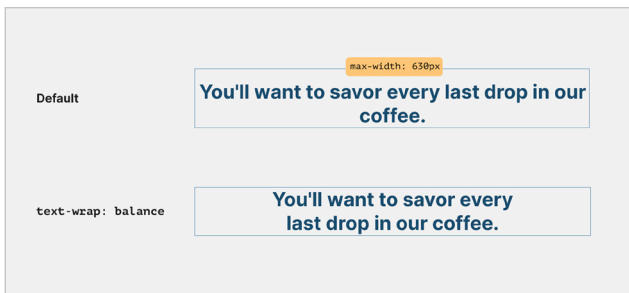 max-width: 630px
Default
You'll want to savor every last drop in our
coffee.
text-wrap: balance
You'll want to savor every
last drop in our coffee.